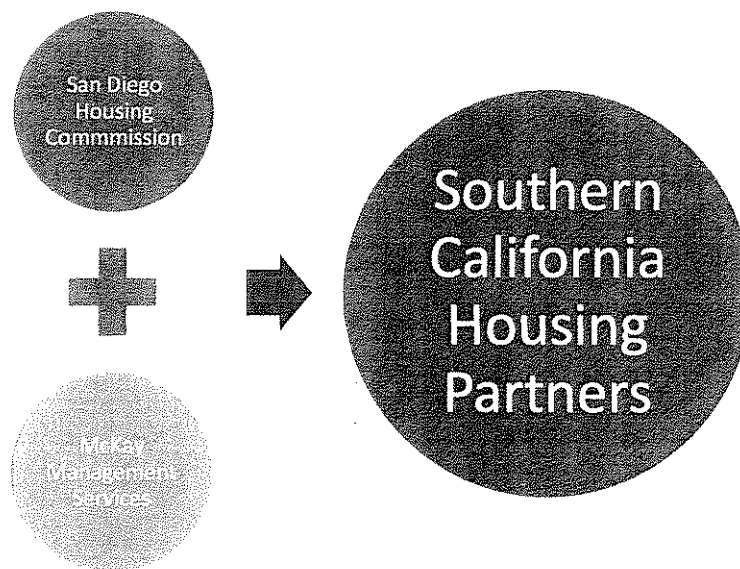 San Diego
Housing
Commmission
McKay
Management
Services
Southern
California
Housing
Partners